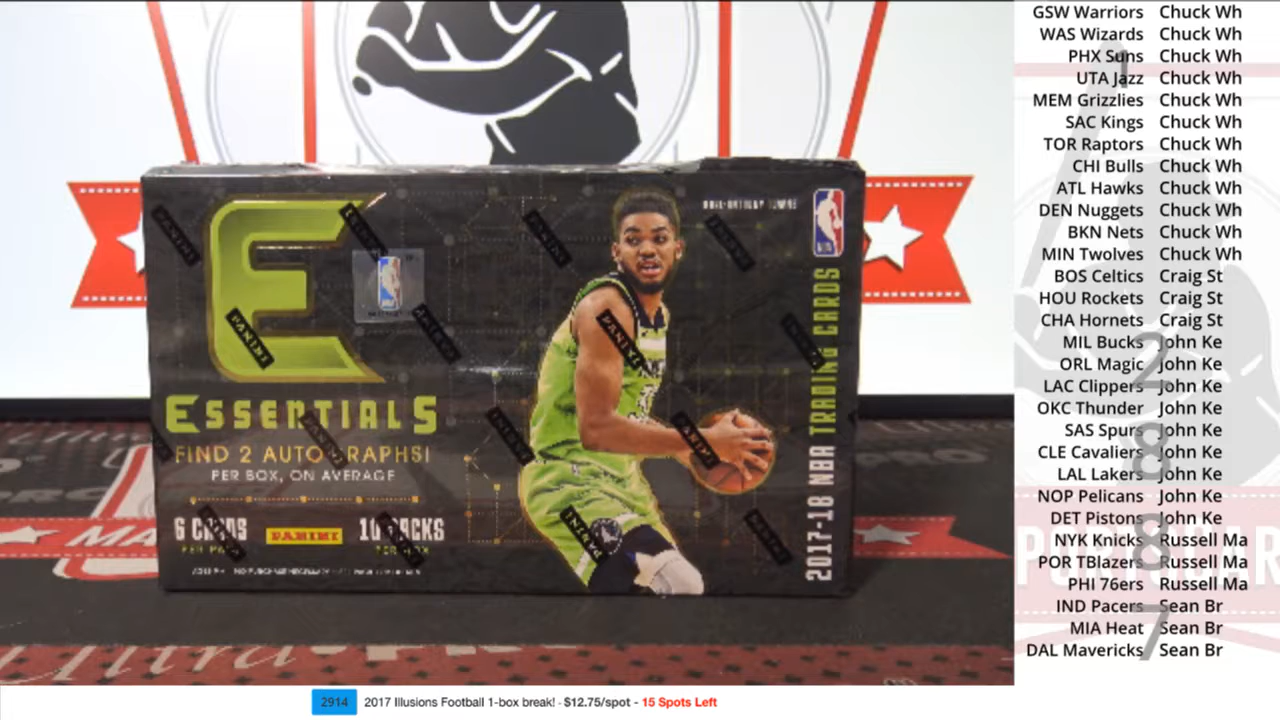 KARL-ANTHONY TOWNS
E
ESSENTIALS
FIND 2 AUTOGRAPHS!
PER BOX, ON AVERAGE
6 CARDS
PANINI
10 PACKS
2017-18 NBA TRADING CARDS
PANINI
Ultra
GSW Warriors Chuck Wh
WAS Wizards Chuck Wh
PHX Suns Chuck Wh
UTA Jazz Chuck Wh
MEM Grizzlies Chuck Wh
SAC Kings Chuck Wh
TOR Raptors Chuck Wh
CHI Bulls Chuck Wh
ATL Hawks Chuck Wh
DEN Nuggets Chuck Wh
BKN Nets Chuck Wh
MIN Twolves Chuck Wh
BOS Celtics Craig St
HOU Rockets Craig St
CHA Hornets Craig St
MIL Bucks John Ke
ORL Magic John Ke
LAC Clippers John Ke
OKC Thunder John Ke
SAS Spurs John Ke
CLE Cavaliers John Ke
LAL Lakers John Ke
NOP Pelicans John Ke
DET Pistons John Ke
NYK Knicks Russell Ma
POR TBlazers Russell Ma
PHI 76ers Russell Ma
IND Pacers Sean Br
MIA Heat Sean Br
DAL Mavericks Sean Br
2914 2017 Illusions Football 1-box break! - $12.75/spot - 15 Spots Left